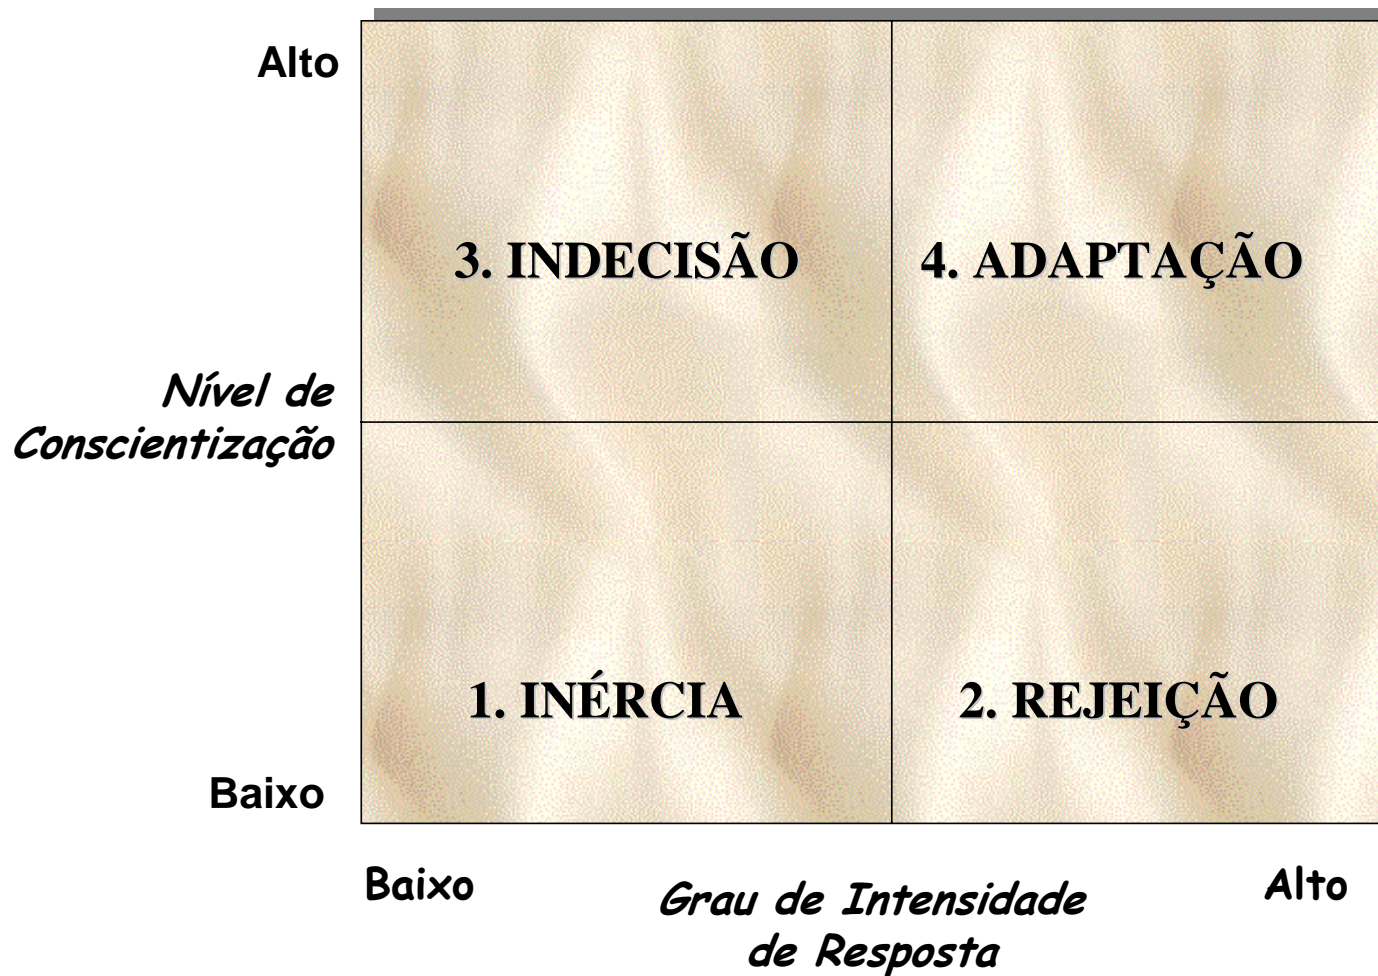 Alto
3. INDECISÃO
4. ADAPTAÇÃO
Nível de
Conscientização
1. INÉRCIA
2. REJEIÇÃO
Baixo
Baixo
Grau de Intensidade
de Resposta
Alto